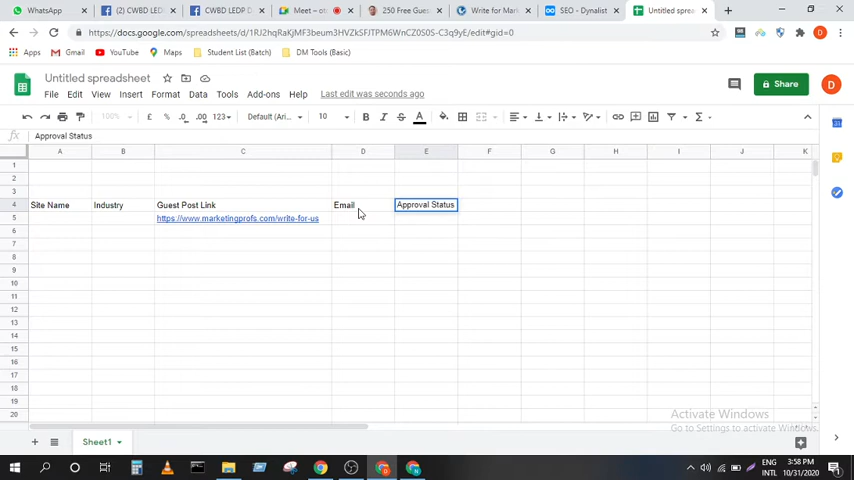 WhatsApp
(2) CWBD LEDP
CWBD LEDP D
Meet – ot
250 Free Gues
Write for Mar
SEO - Dynalist
Untitled sprea
https://docs.google.com/spreadsheets/d/1RJ2hqRaKjMF3beum3HVZkSFJTPM6WnCZ0S0S-C3q9yE/edit#gid=0
Apps
Gmail
YouTube
Maps
Student List (Batch)
DM Tools (Basic)
Untitled spreadsheet
File Edit View Insert Format Data Tools Add-ons Help Last edit was seconds ago
Share
D
100% £ % .0 .00 123 Default (Ari... 10 B I S A
fx Approval Status
A B C D E F G H I J K
1
2
3
4 Site Name Industry Guest Post Link Email Approval Status
5 https://www.marketingprofs.com/write-for-us
6
7
8
9
10
11
12
13
14
15
16
17
18
19
20
Activate Windows
Go to Settings to activate Windows.
Sheet1
ENG
INTL
3:58 PM
10/31/2020